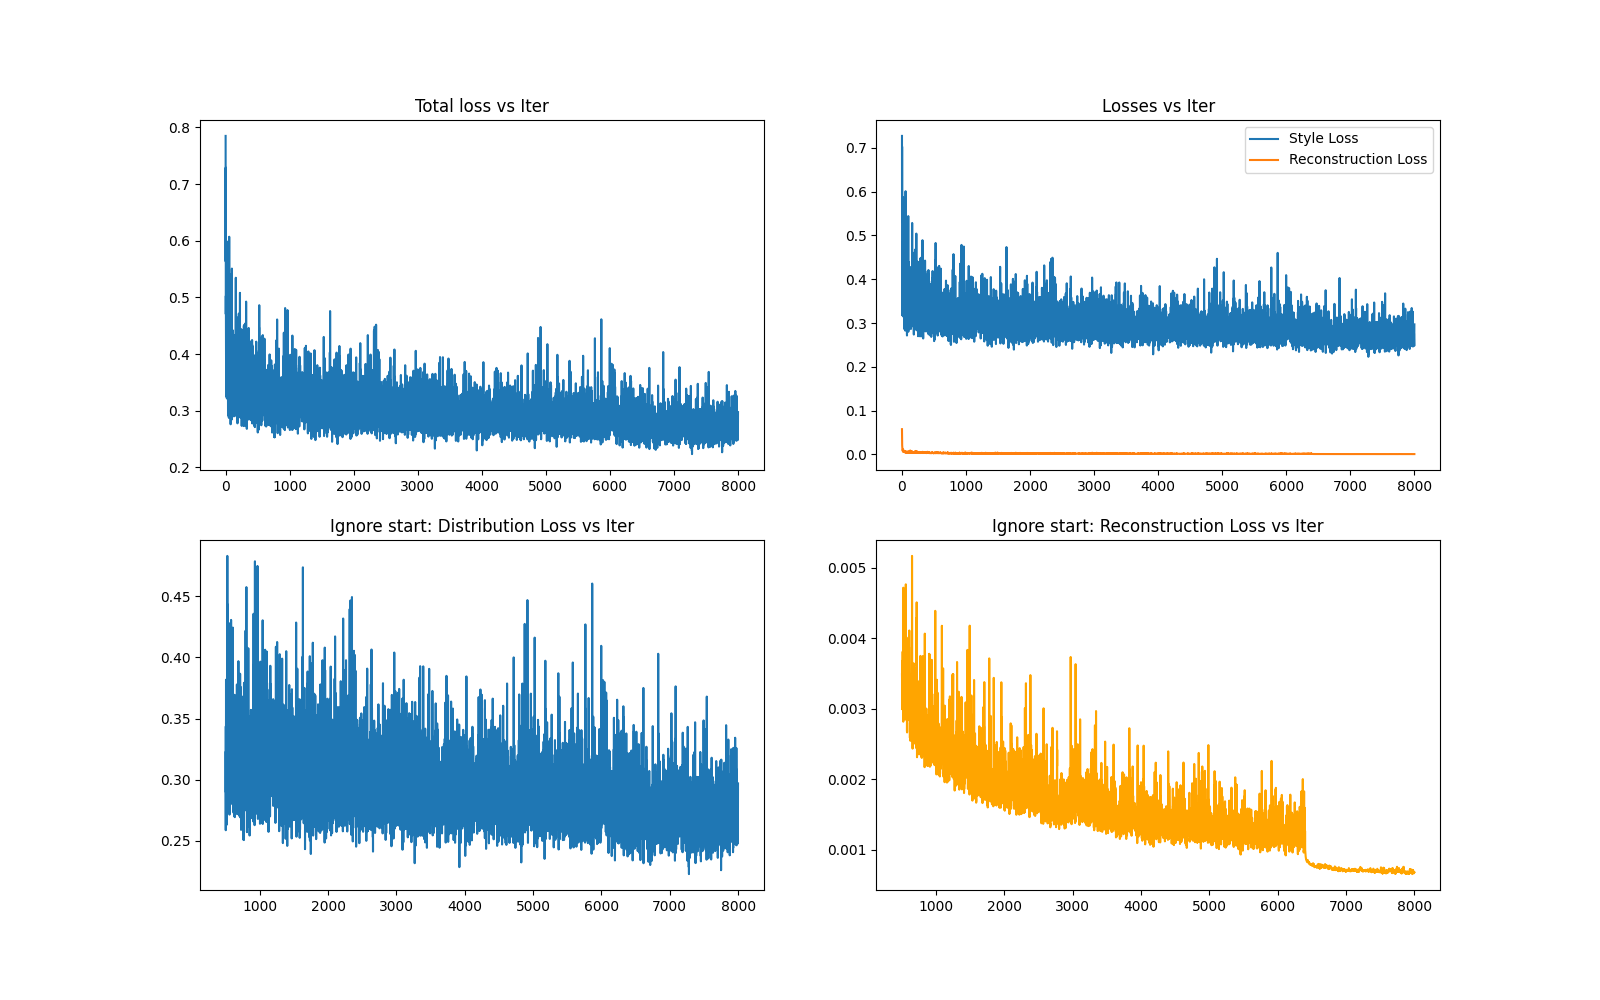 Total loss vs Iter
0.8
0.7
0.6
0.5
0.4
0.3
0.2
0 1000 2000 3000 4000 5000 6000 7000 8000
Losses vs Iter
Style Loss
Reconstruction Loss
0.7
0.6
0.5
0.4
0.3
0.2
0.1
0.0
0 1000 2000 3000 4000 5000 6000 7000 8000
Ignore start: Distribution Loss vs Iter
0.45
0.40
0.35
0.30
0.25
1000 2000 3000 4000 5000 6000 7000 8000
Ignore start: Reconstruction Loss vs Iter
0.005
0.004
0.003
0.002
0.001
1000 2000 3000 4000 5000 6000 7000 8000